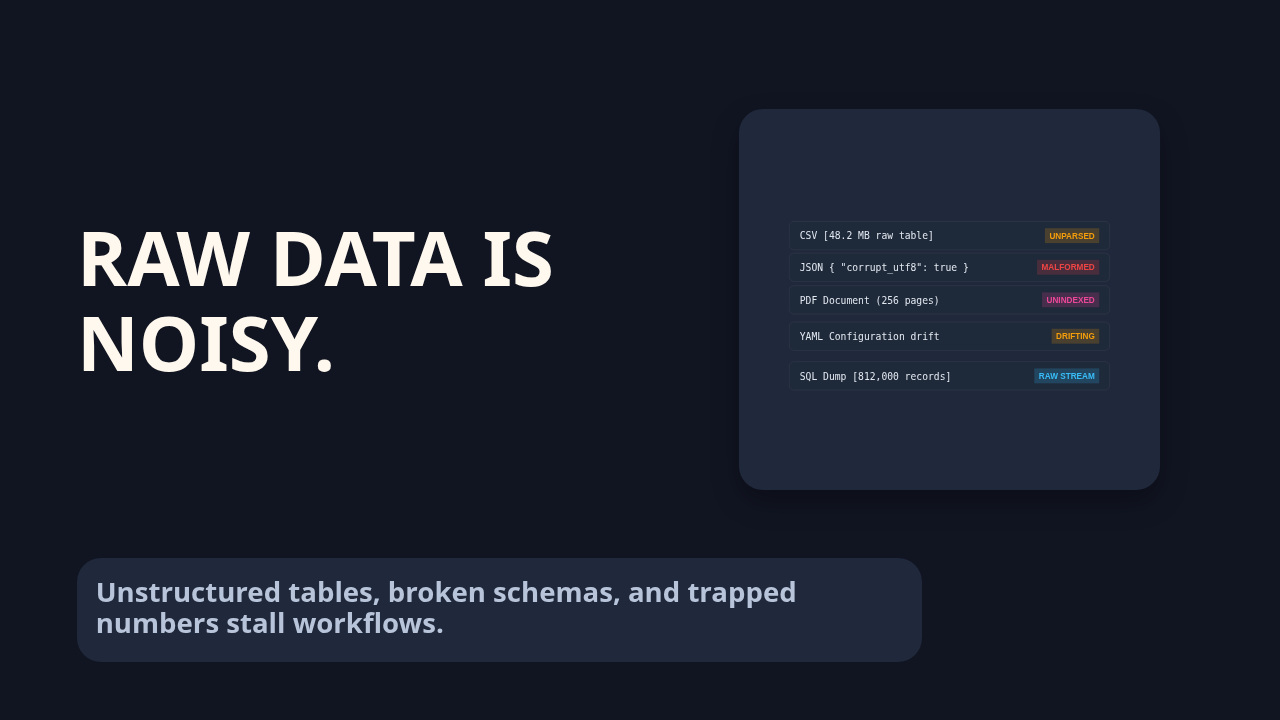 RAW DATA IS
NOISY.
CSV [48.2 MB raw table] UNPARSED
JSON { "corrupt_utf8": true } MALFORMED
PDF Document (256 pages) UNINDEXED
YAML Configuration drift DRIFTING
SQL Dump [812,000 records] RAW STREAM
Unstructured tables, broken schemas, and trapped
numbers stall workflows.